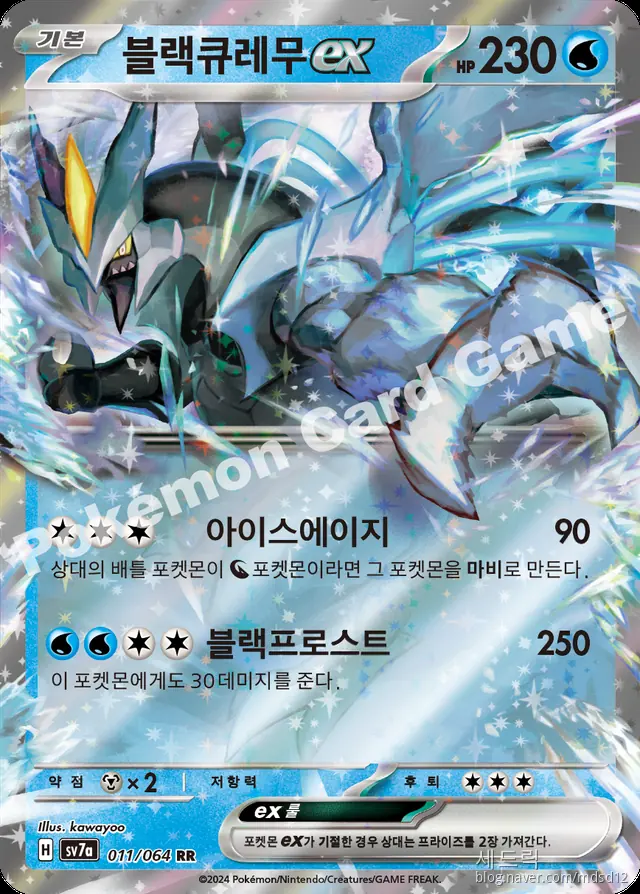 기본 블랙큐레무ex HP230
Pokémon Card Game
아이스에이지 90
상대의 배틀 포켓몬이 포켓몬이라면 그 포켓몬을 마비로 만든다.
블랙프로스트 250
이 포켓몬에게도 30데미지를 준다.
약점 ×2 저항력 후퇴
ex룰
포켓몬 ex가 기절한 경우 상대는 프라이즈를 2장 가져간다.
Illus. kawayoo
H sv7a 011/064 RR
©2024 Pokémon/Nintendo/Creatures/GAME FREAK.
세드릭
blog.naver.com/mdsd12